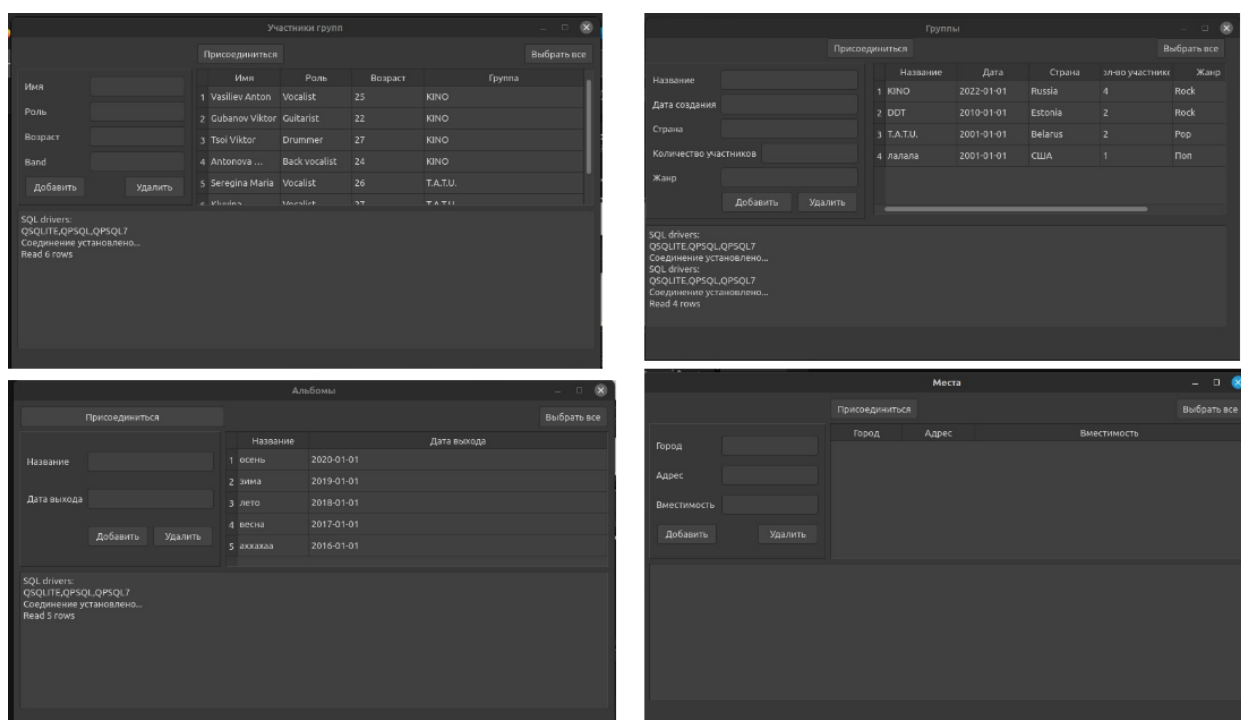 Участники групп
Присоединиться Выбрать все
Имя
Роль
Возраст
Band
Добавить Удалить
Имя Роль Возраст Группа
1 Vasiliev Anton Vocalist 25 KINO
2 Gubanov Viktor Guitarist 22 KINO
3 Tsoi Viktor Drummer 27 KINO
4 Antonova ... Back vocalist 24 KINO
5 Seregina Maria Vocalist 26 T.A.T.U.
SQL drivers:
QSQLITE,QPSQL,QPSQL7
Соединение установлено...
Read 6 rows
Группы
Присоединиться Выбрать все
Название
Дата создания
Страна
Количество участников
Жанр
Добавить Удалить
Название Дата Страна ол-во участнико Жанр
1 KINO 2022-01-01 Russia 4 Rock
2 DDT 2010-01-01 Estonia 2 Rock
3 T.A.T.U. 2001-01-01 Belarus 2 Pop
4 лалала 2001-01-01 США 1 Поп
SQL drivers:
QSQLITE,QPSQL,QPSQL7
Соединение установлено...
SQL drivers:
QSQLITE,QPSQL,QPSQL7
Соединение установлено...
Read 4 rows
Альбомы
Присоединиться Выбрать все
Название
Дата выхода
Добавить Удалить
Название Дата выхода
1 осень 2020-01-01
2 зима 2019-01-01
3 лето 2018-01-01
4 весна 2017-01-01
5 аххахаа 2016-01-01
SQL drivers:
QSQLITE,QPSQL,QPSQL7
Соединение установлено...
Read 5 rows
Места
Присоединиться Выбрать все
Город
Адрес
Вместимость
Добавить Удалить
Город Адрес Вместимость